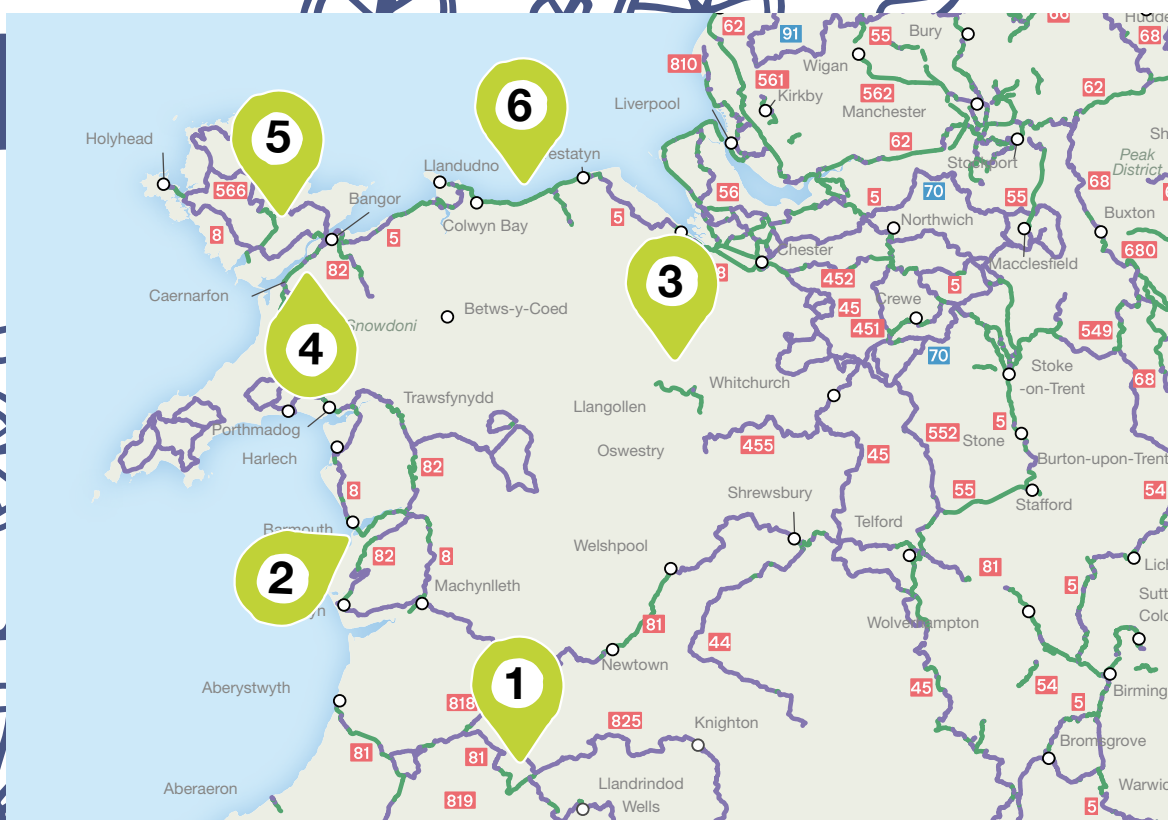 62
91
55
Bury
68
810
Wigan
561
Kirkby
562
Manchester
62
Liverpool
62
Stockport
Peak
District
6
5
Holyhead
566
Llandudno
Bangor
Colwyn Bay
5
8
5
82
56
5
70
55
68
Northwich
Buxton
680
Chester
Macclesfield
3
452
5
45
Crewe
451
70
549
Caernarfon
Betws-y-Coed
4
Stoke
-on-Trent
68
Whitchurch
Llangollen
Trawsfynydd
Porthmadog
Harlech
Oswestry
455
45
552
5
Stone
Burton-upon-Trent
82
8
55
54
Stafford
Shrewsbury
Telford
Barmouth
Welshpool
82
8
2
Machynlleth
81
5
81
Wolverhampton
44
Newtown
1
45
54
5
Aberystwyth
818
825
Knighton
Bromsgrove
81
81
Llandrindod
Wells
Aberaeron
819
5